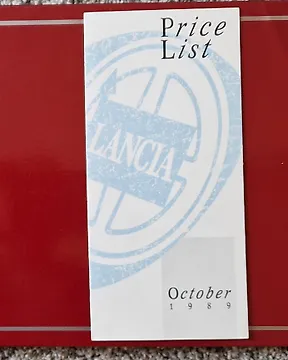 Price
List
LANCIA
October
1989